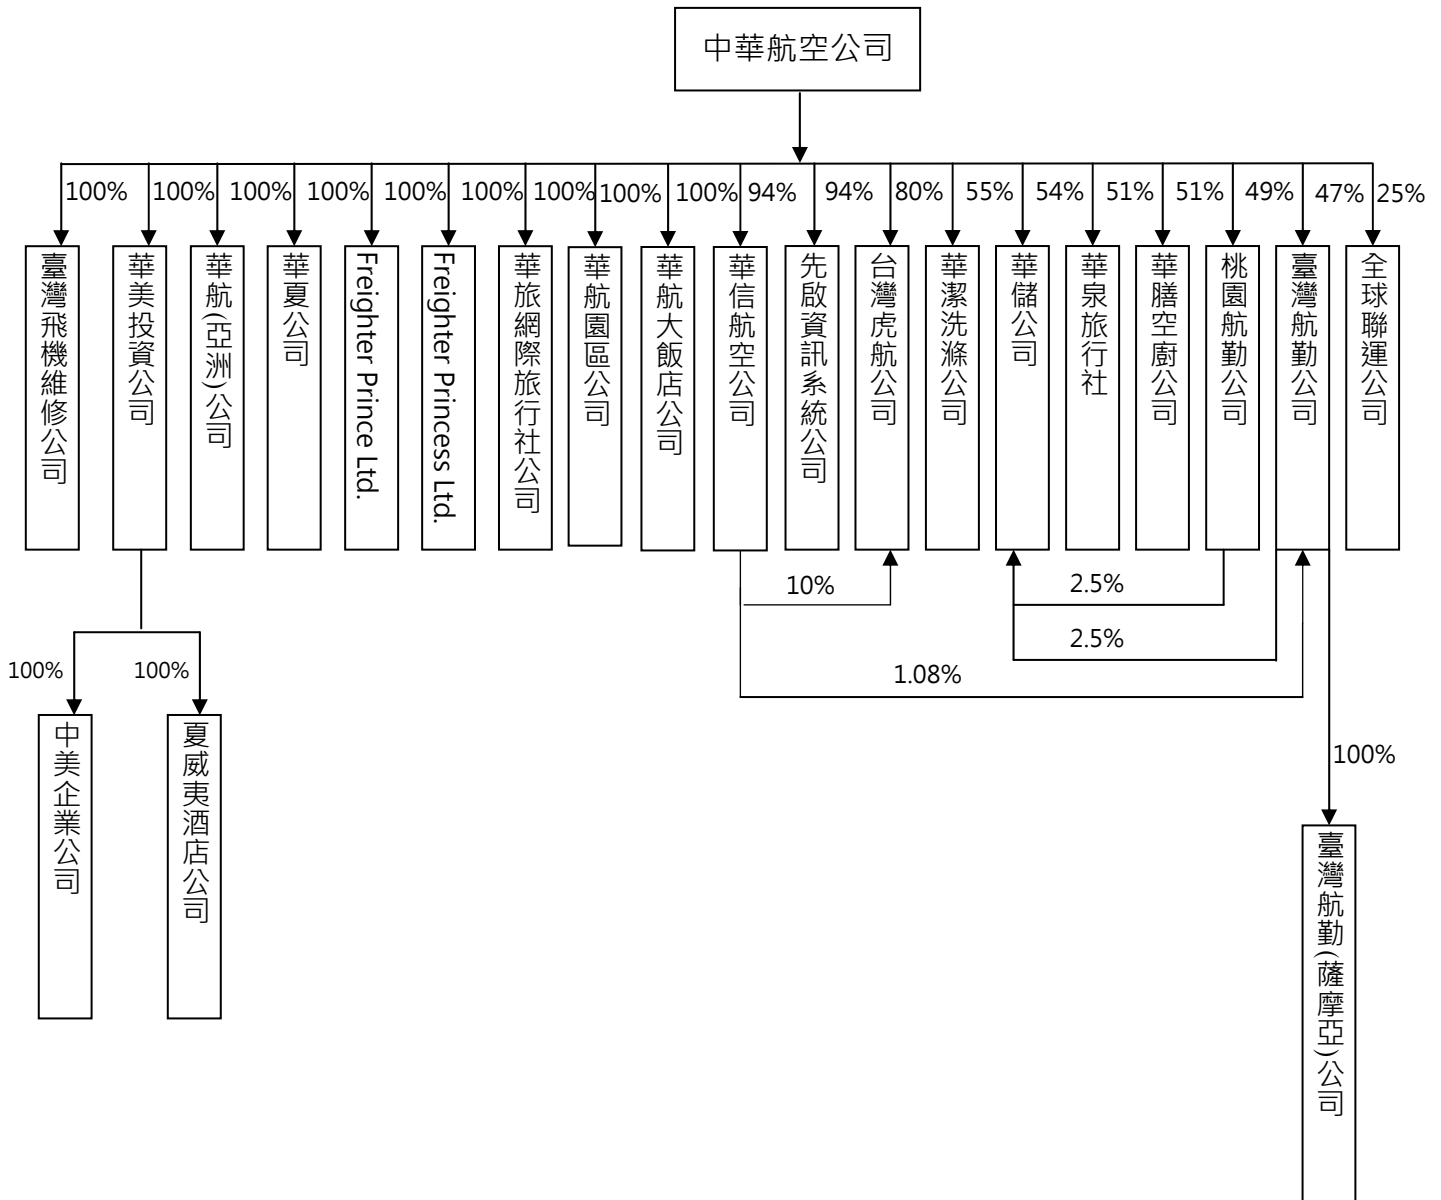 中華航空公司
100%
100%
100%
100%
100%
100%
100%
100%
100%
94%
94%
80%
55%
54%
51%
51%
49%
47%
25%
臺灣飛機維修公司
華美投資公司
華航(亞洲)公司
華夏公司
Freighter Prince Ltd.
Freighter Princess Ltd.
華旅網際旅行社公司
華航園區公司
華航大飯店公司
華信航空公司
先啟資訊系統公司
台灣虎航公司
華潔洗滌公司
華儲公司
華泉旅行社
華膳空廚公司
桃園航勤公司
臺灣航勤公司
全球聯運公司
10%
2.5%
2.5%
1.08%
100%
100%
中美企業公司
夏威夷酒店公司
100%
臺灣航勤(薩摩亞)公司